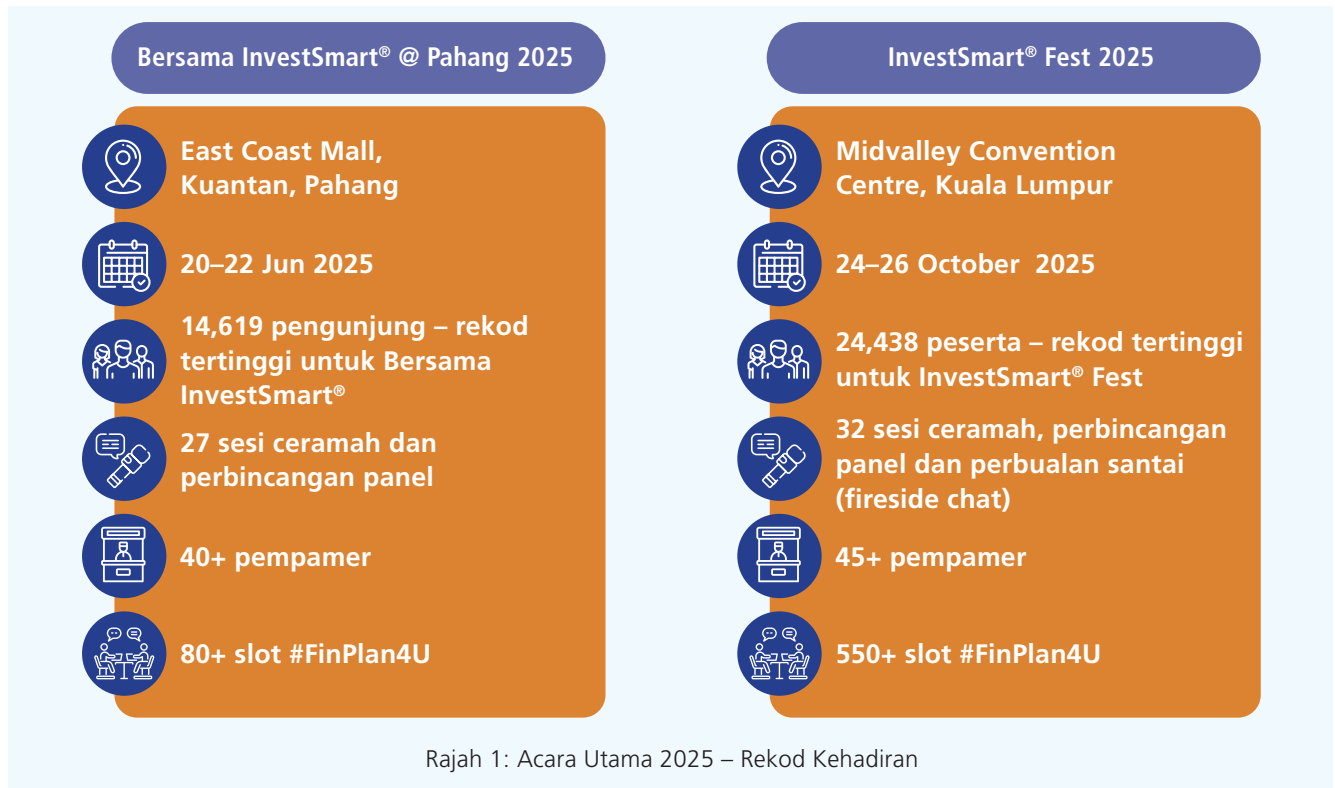 Bersama InvestSmart® @ Pahang 2025
East Coast Mall,
Kuantan, Pahang
20–22 Jun 2025
14,619 pengunjung – rekod
tertinggi untuk Bersama
InvestSmart®
27 sesi ceramah dan
perbincangan panel
40+ pempamer
80+ slot #FinPlan4U
InvestSmart® Fest 2025
Midvalley Convention
Centre, Kuala Lumpur
24–26 October 2025
24,438 peserta – rekod tertinggi
untuk InvestSmart® Fest
32 sesi ceramah, perbincangan
panel dan perbualan santai
(fireside chat)
45+ pempamer
550+ slot #FinPlan4U
Rajah 1: Acara Utama 2025 – Rekod Kehadiran